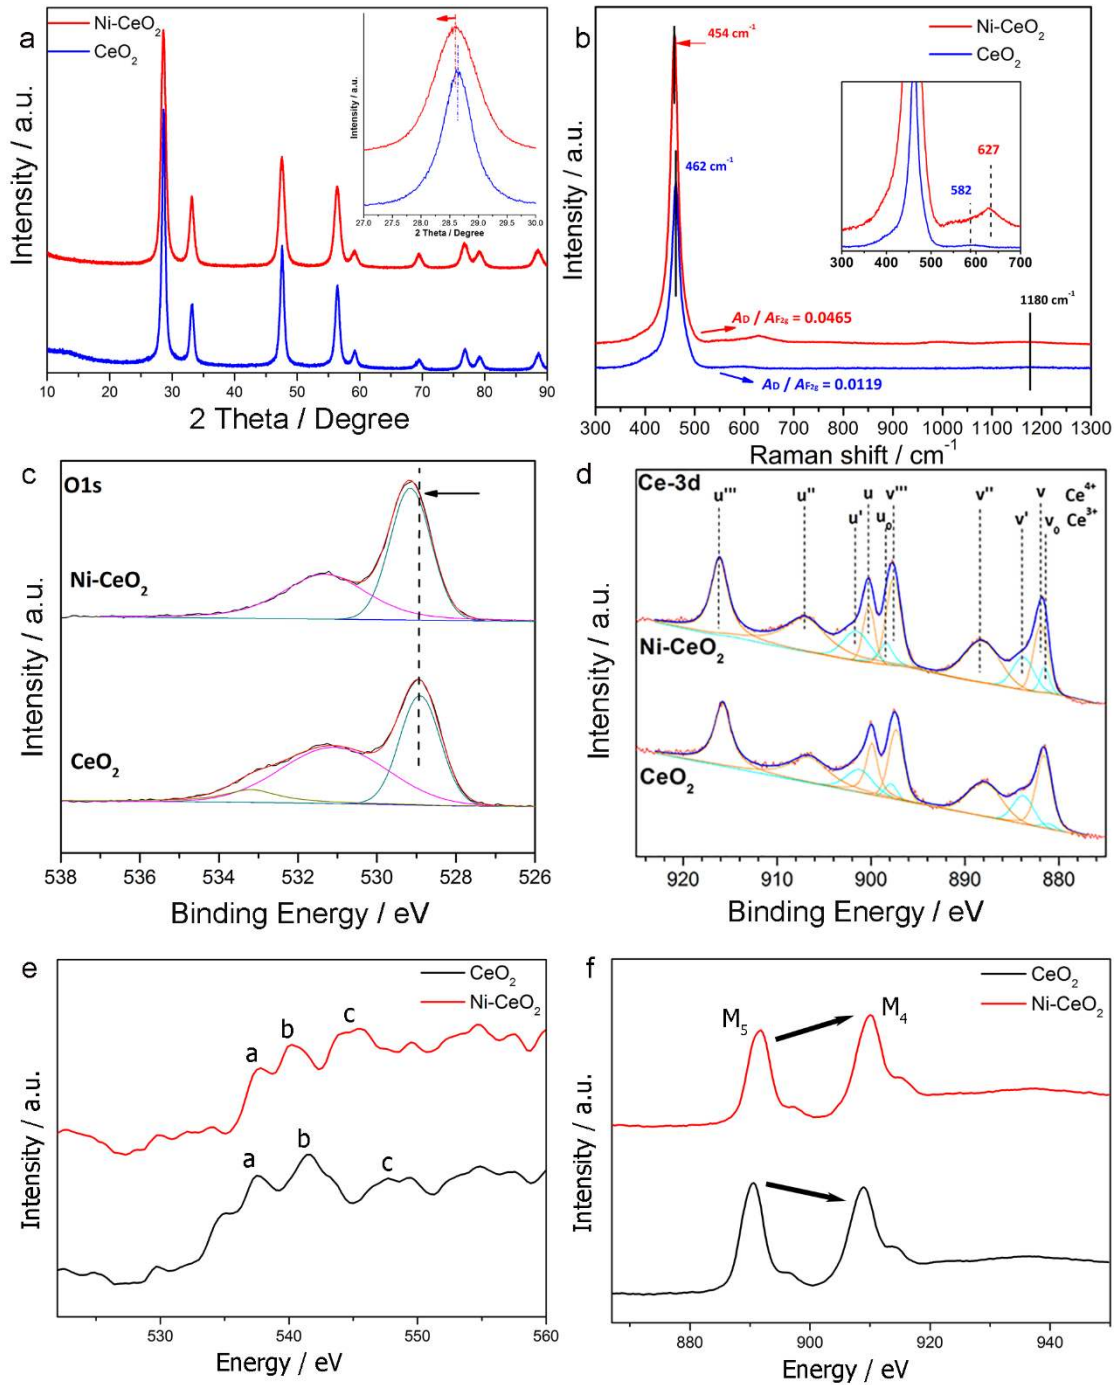 a
Ni-CeO₂
CeO₂
Intensity / a.u.
10 20 30 40 50 60 70 80 90
2 Theta / Degree
Intensity / a.u.
27.0 27.5 28.0 28.5 29.0 29.5 30.0
2 Theta / Degree
b
454 cm⁻¹
Ni-CeO₂
CeO₂
462 cm⁻¹
627
582
300 400 500 600 700
1180 cm⁻¹
A_D / A_F2g = 0.0465
A_D / A_F2g = 0.0119
Intensity / a.u.
300 400 500 600 700 800 900 1000 1100 1200 1300
Raman shift / cm⁻¹
c
O1s
Ni-CeO₂
CeO₂
Intensity / a.u.
538 536 534 532 530 528 526
Binding Energy / eV
d
Ce-3d
u''' u'' u' u u₀ v''' v'' v' v Ce⁴⁺
v₀ Ce³⁺
Ni-CeO₂
CeO₂
Intensity / a.u.
920 910 900 890 880
Binding Energy / eV
e
CeO₂
Ni-CeO₂
a b c
a b c
Intensity / a.u.
530 540 550 560
Energy / eV
f
CeO₂
Ni-CeO₂
M₅ M₄
Intensity / a.u.
880 900 920 940
Energy / eV